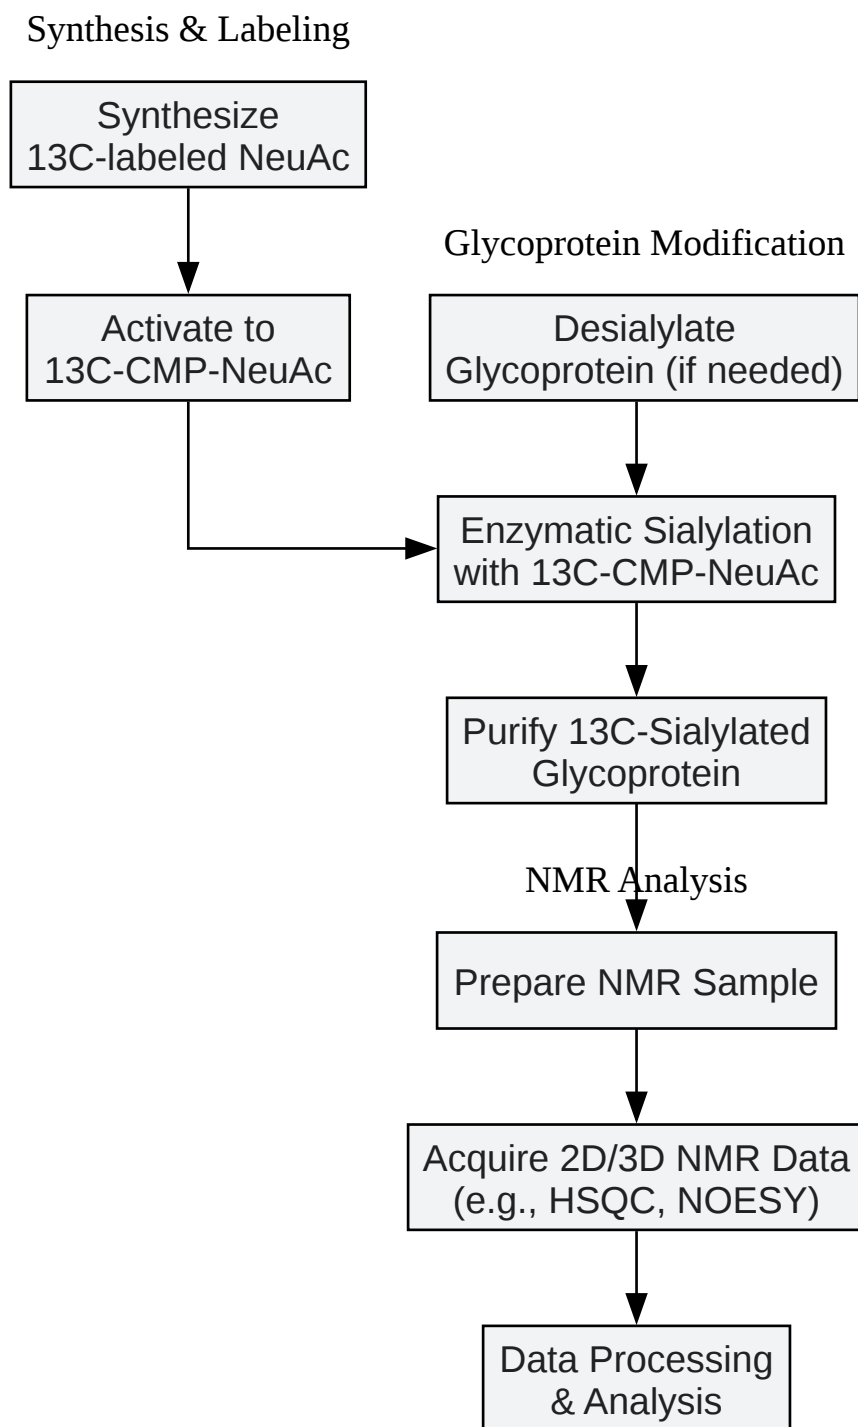 Synthesis & Labeling
Synthesize
13C-labeled NeuAc
Glycoprotein Modification
Activate to
13C-CMP-NeuAc
Desialylate
Glycoprotein (if needed)
Enzymatic Sialylation
with 13C-CMP-NeuAc
Purify 13C-Sialylated
Glycoprotein
NMR Analysis
Prepare NMR Sample
Acquire 2D/3D NMR Data
(e.g., HSQC, NOESY)
Data Processing
& Analysis